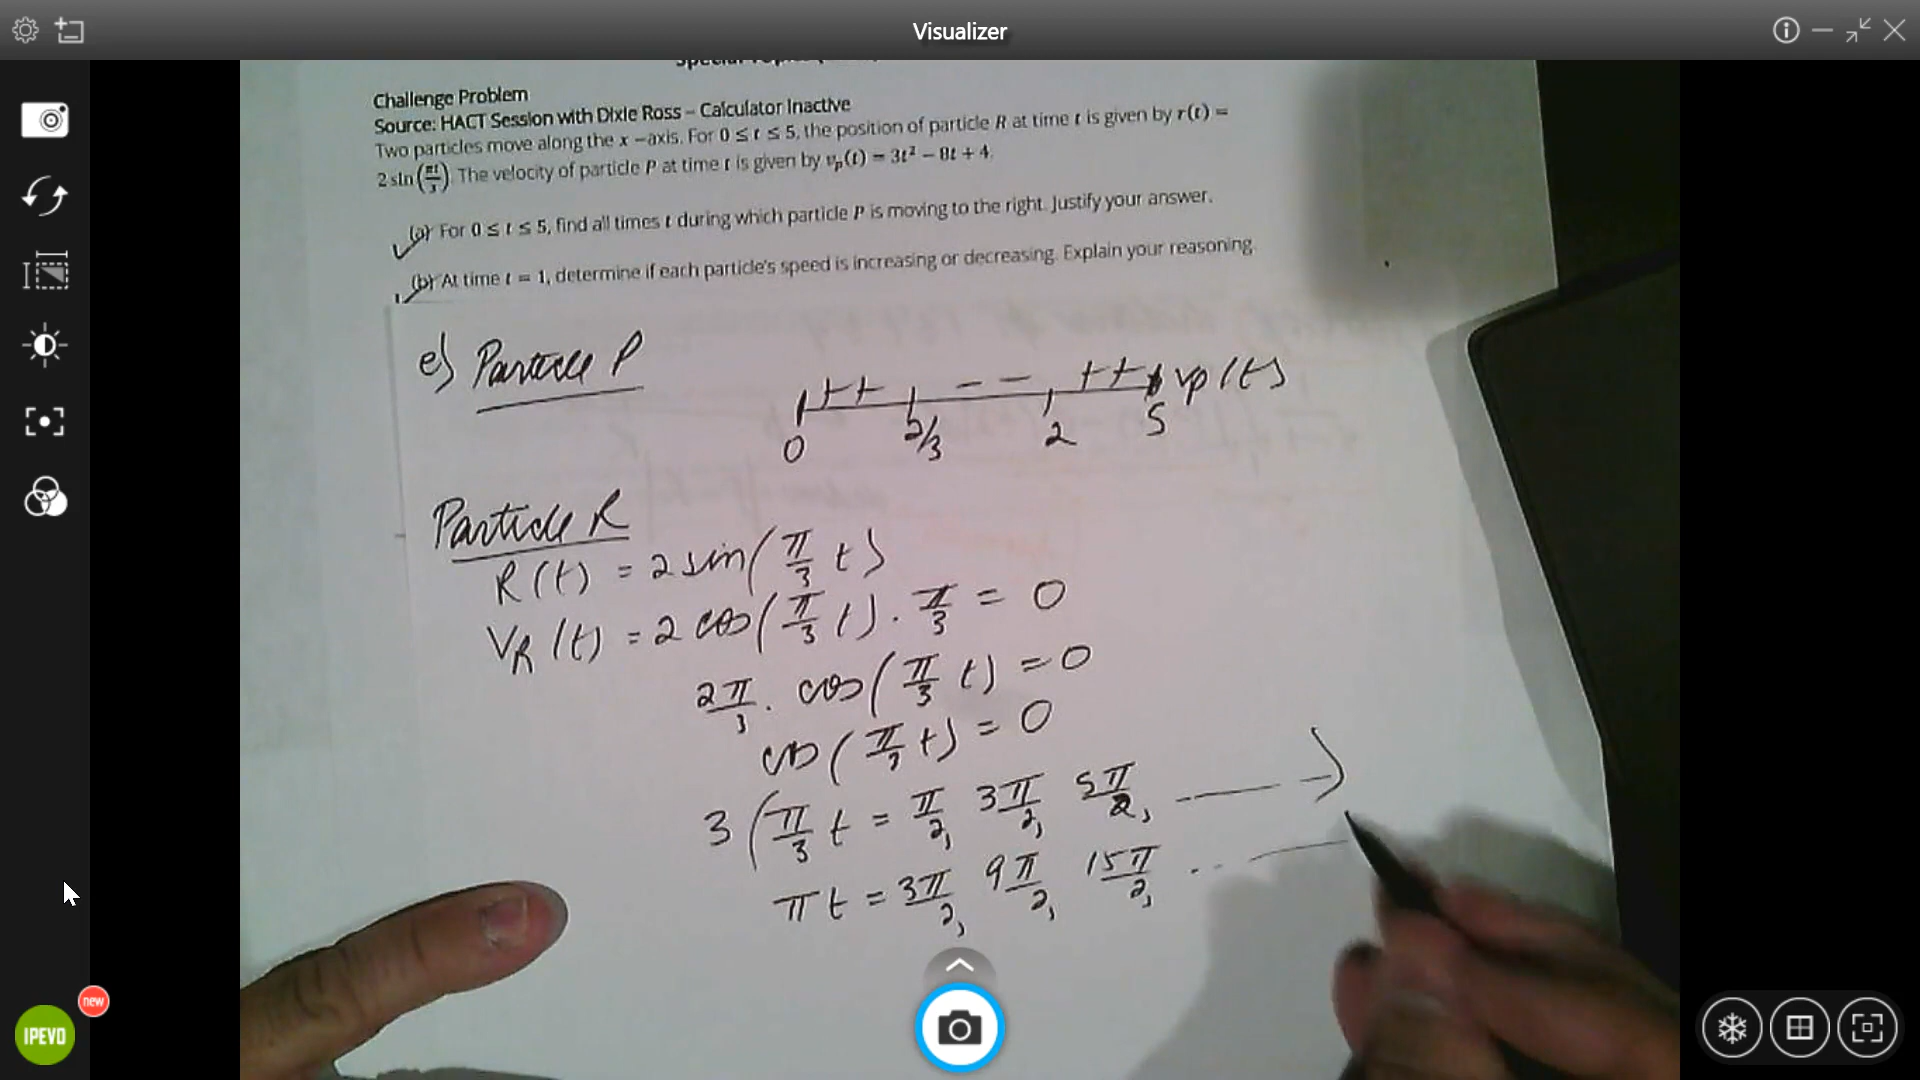 Visualizer
Challenge Problem
Source: HACT Session with Dixie Ross – Calculator Inactive
Two particles move along the x –axis. For 0 ≤ t ≤ 5, the position of particle R at time t is given by r(t) =
2 sin(πt/3). The velocity of particle P at time t is given by vₚ(t) = 3t² – 8t + 4.
(a) For 0 ≤ t ≤ 5, find all times t during which particle P is moving to the right. Justify your answer.
(b) At time t = 1, determine if each particle's speed is increasing or decreasing. Explain your reasoning.
e) Particle P
++ -- ++ vp(t)
0 2/3 2 5
Particle R
R(t) = 2 sin(π/3 t)
VR(t) = 2 cos(π/3 t) · π/3 = 0
2π/3 · cos(π/3 t) = 0
cos(π/3 t) = 0
3(π/3 t = π/2, 3π/2, 5π/2, )
πt = 3π/2, 9π/2, 15π/2, ...
new
IPEVO